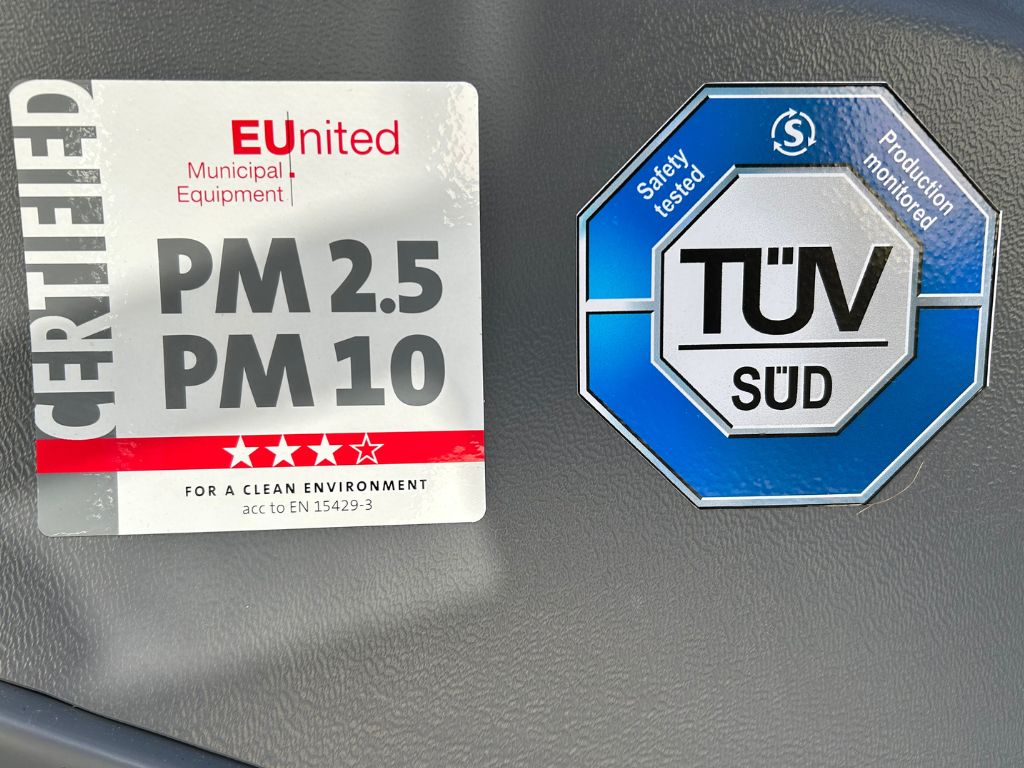 CERTIFIED
EUnited
Municipal
Equipment
PM 2.5
PM 10
FOR A CLEAN ENVIRONMENT
acc to EN 15429-3
S
Safety
tested
Production
monitored
TÜV
SÜD